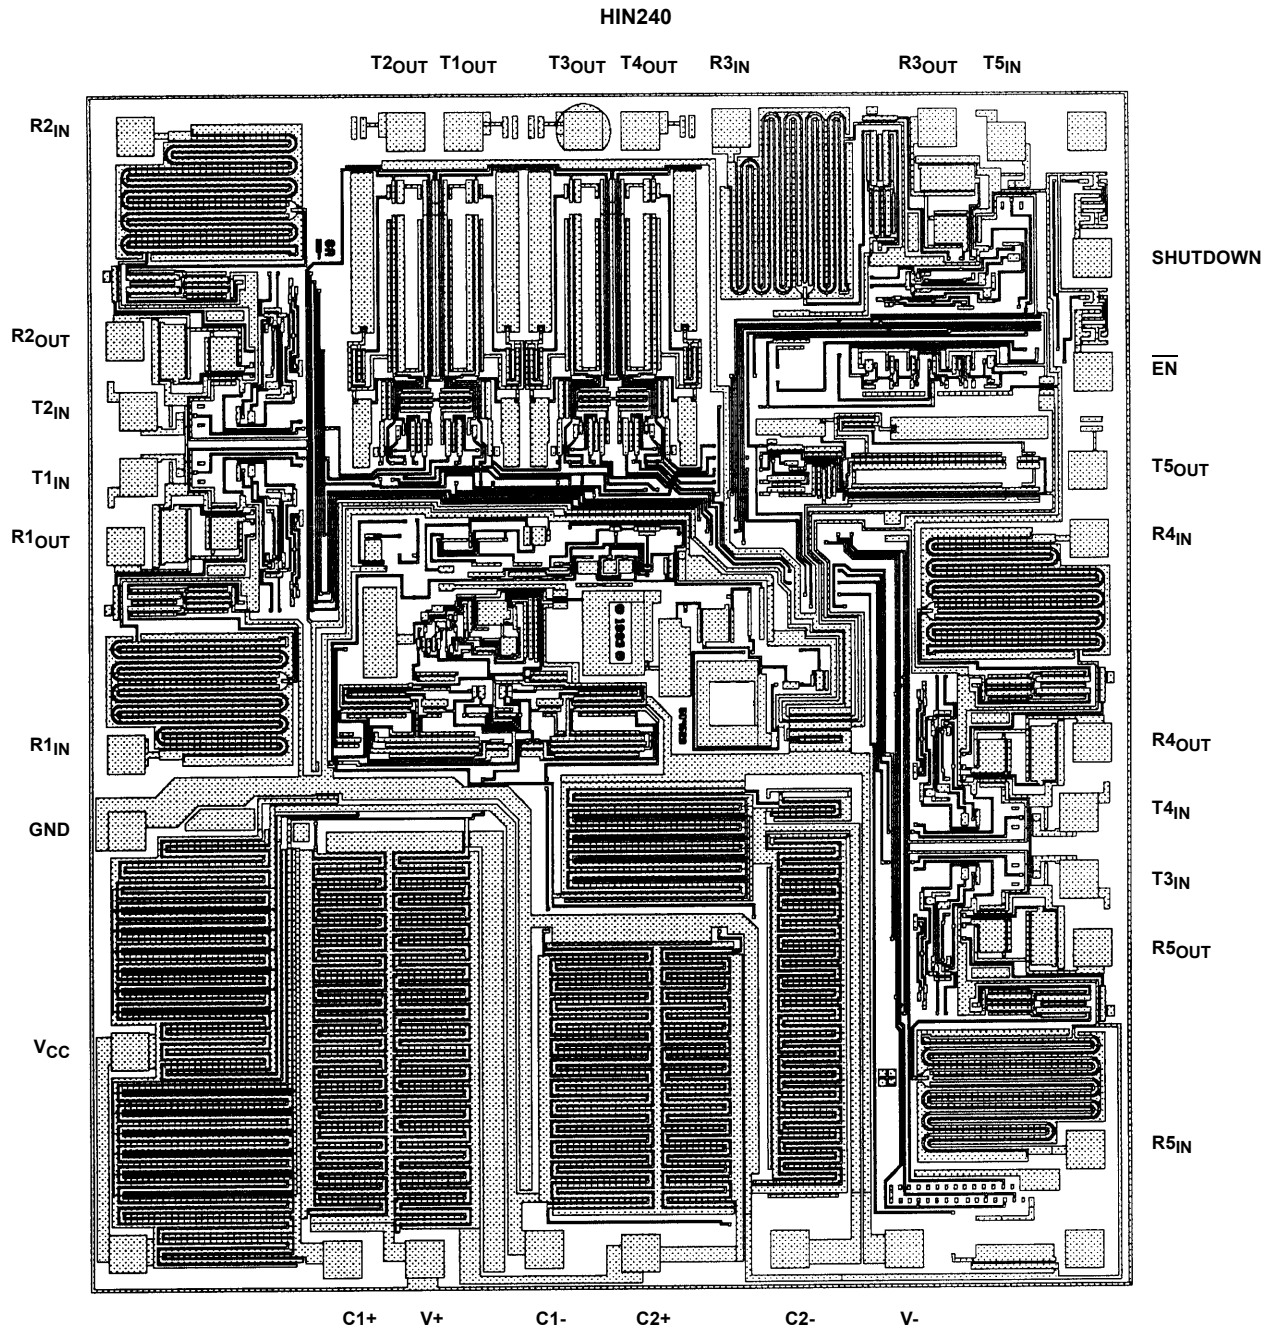 HIN240
T2OUT T1OUT T3OUT T4OUT R3IN R3OUT T5IN
R2IN
SHUTDOWN
R2OUT
EN
T2IN
T1IN
T5OUT
R1OUT
R4IN
© 1993 ©
R1IN
R4OUT
GND
T4IN
T3IN
R5OUT
VCC
R5IN
C1+ V+ C1- C2+ C2- V-